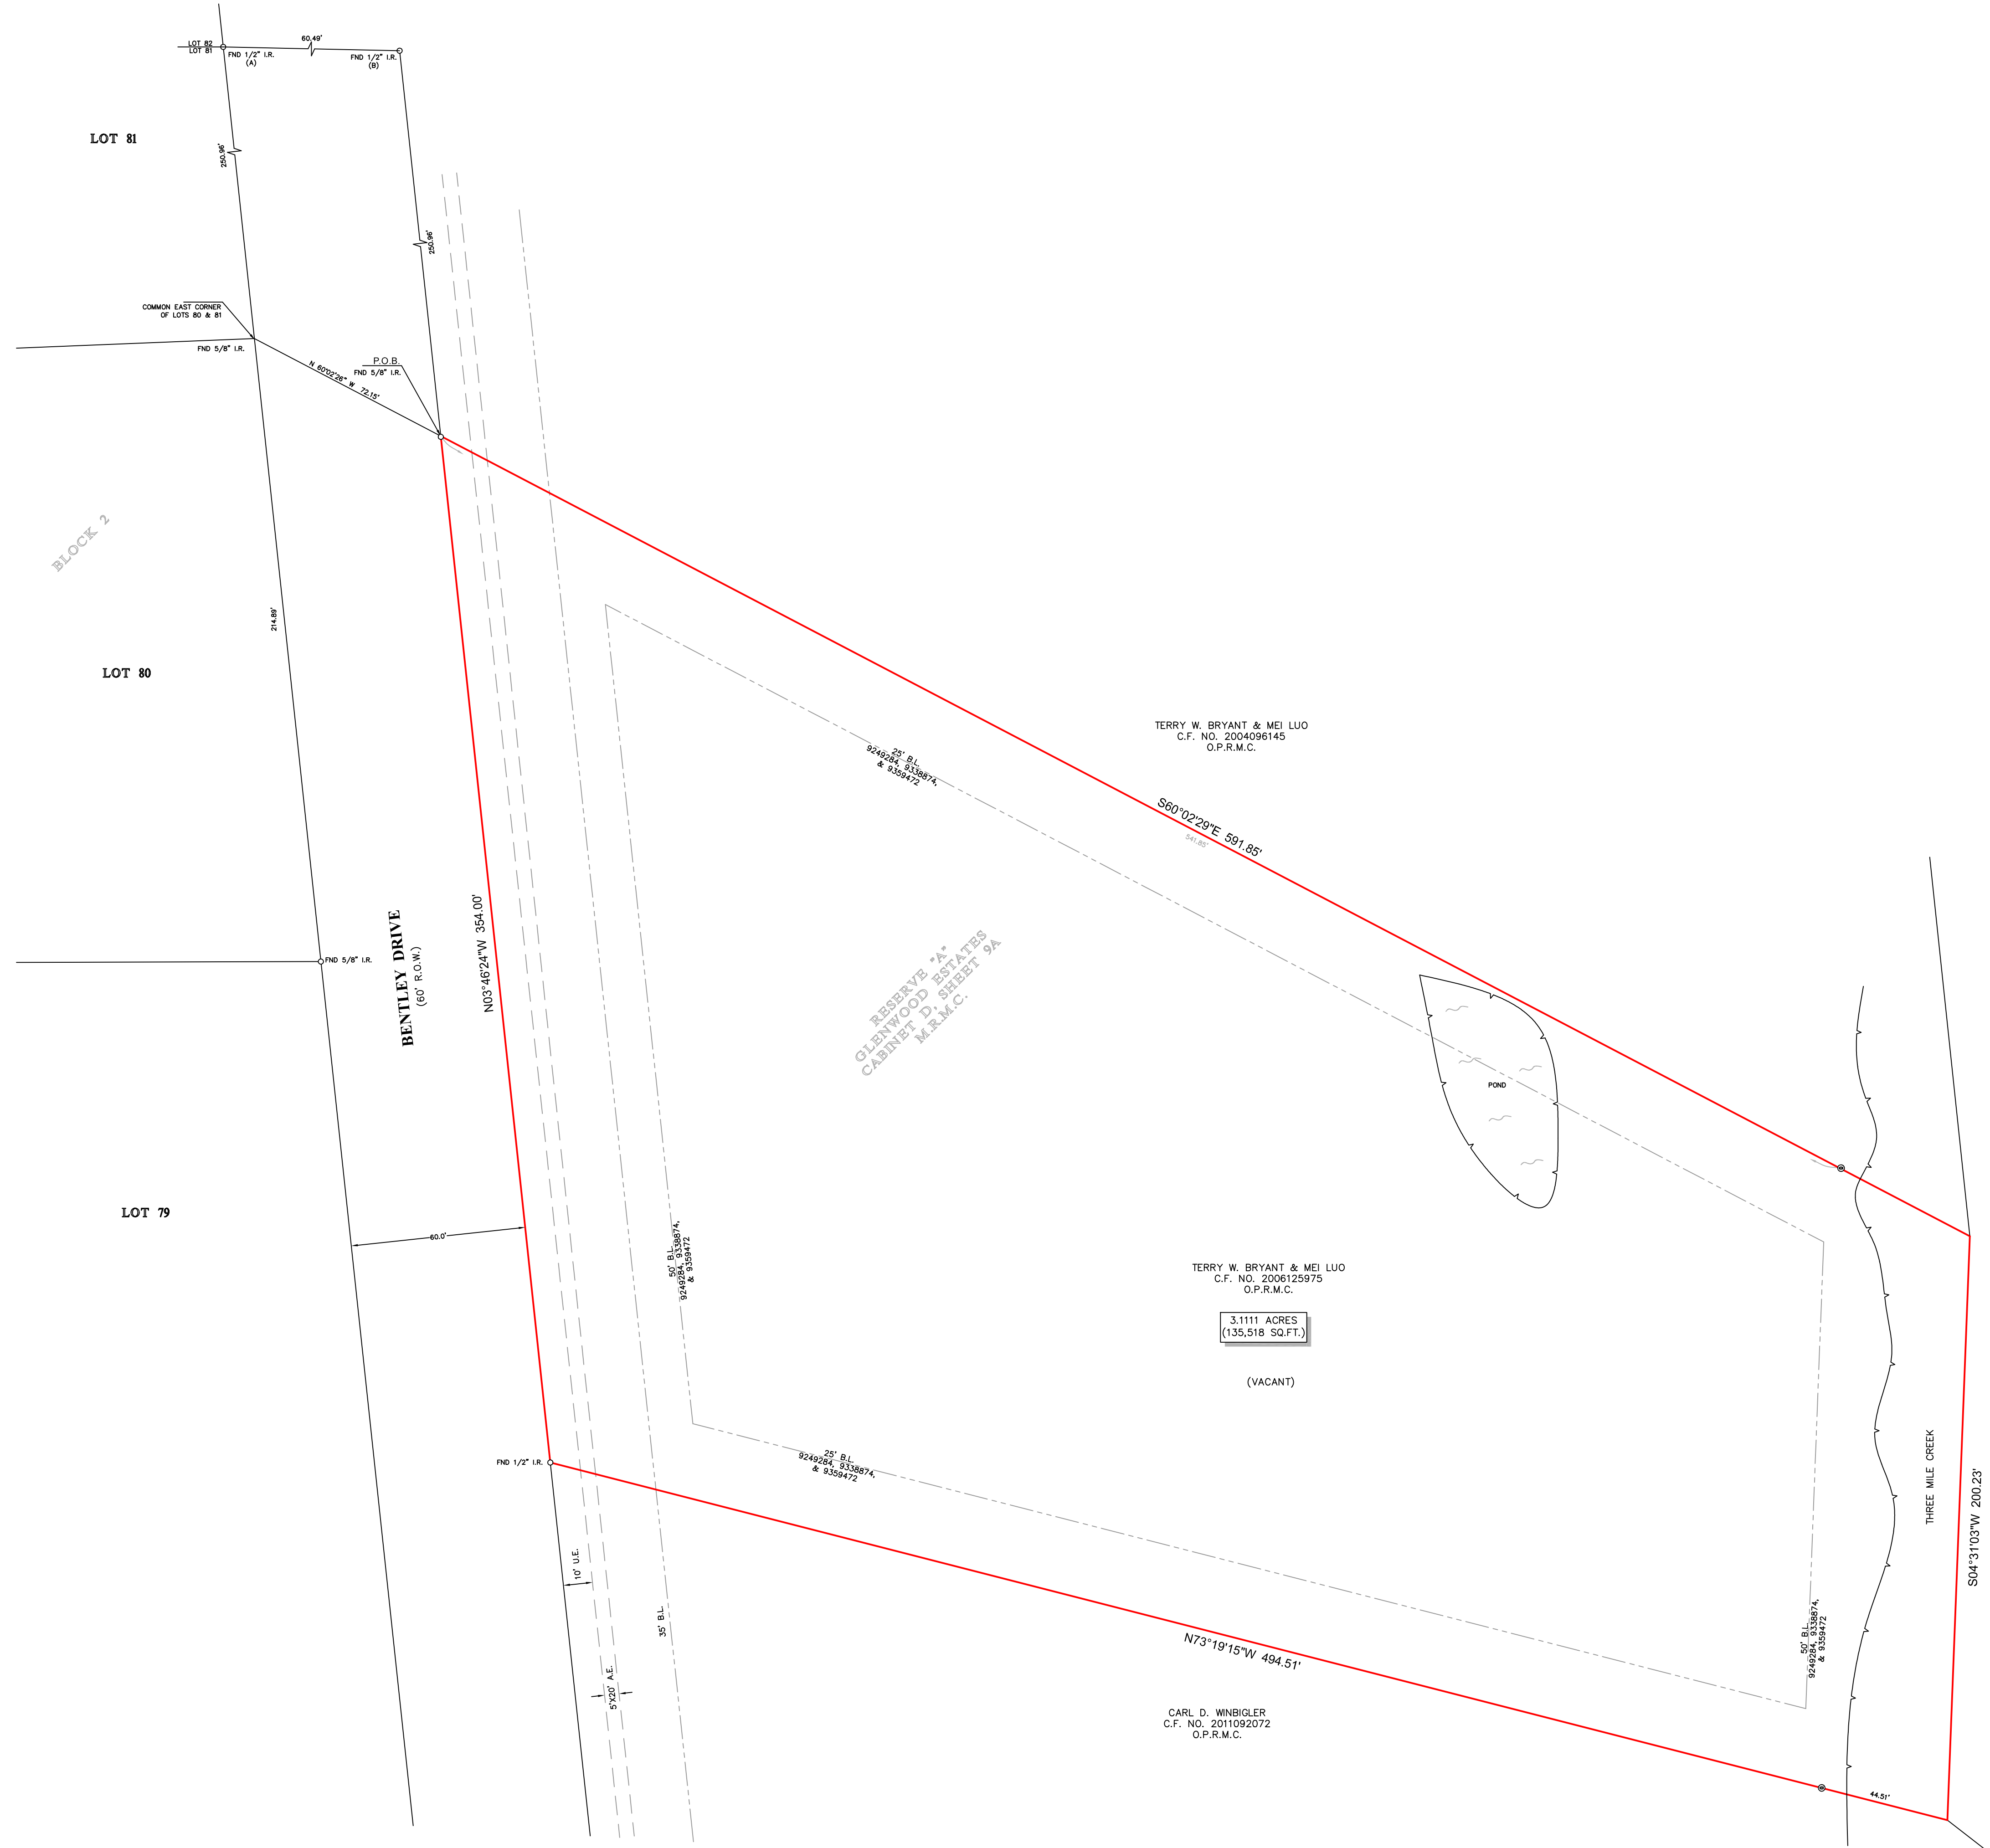 LOT 82
LOT 81
60.49'
FND 1/2" I.R.
(A)
FND 1/2" I.R.
(B)
LOT 81
250.96'
250.96'
COMMON EAST CORNER
OF LOTS 80 & 81
FND 5/8" I.R.
P.O.B.
FND 5/8" I.R.
N 60°02'26" W 72.15'
BLOCK 2
214.89'
LOT 80
TERRY W. BRYANT & MEI LUO
C.F. NO. 2004096145
O.P.R.M.C.
25' B.L.
9249284, 9338874,
& 9359472
S60°02'29"E 591.85'
541.85'
BENTLEY DRIVE
(60' R.O.W.)
N03°46'24"W 354.00'
FND 5/8" I.R.
RESERVE "A"
GLENWOOD ESTATES
CABINET D, SHEET 9A
M.R.M.C.
POND
LOT 79
60.0'
50' B.L.
9249284, 9338874,
& 9359472
TERRY W. BRYANT & MEI LUO
C.F. NO. 2006125975
O.P.R.M.C.
3.1111 ACRES
(135,518 SQ.FT.)
(VACANT)
FND 1/2" I.R.
25' B.L.
9249284, 9338874,
& 9359472
THREE MILE CREEK
S04°31'03"W 200.23'
10' U.E.
35' B.L.
5'X20' A.E.
N73°19'15"W 494.51'
50' B.L.
9249284, 9338874,
& 9359472
CARL D. WINBIGLER
C.F. NO. 2011092072
O.P.R.M.C.
44.51'